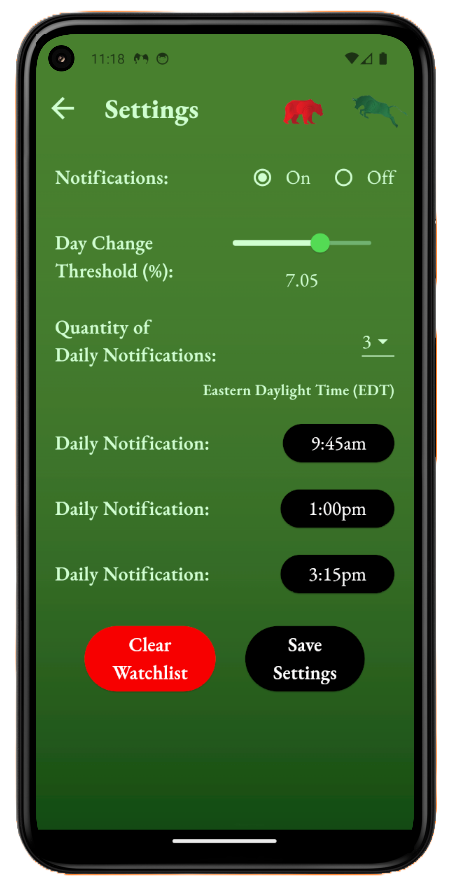 11:18
Settings
Notifications: On Off
Day Change
Threshold (%):
7.05
Quantity of
Daily Notifications:
3
Eastern Daylight Time (EDT)
Daily Notification: 9:45am
Daily Notification: 1:00pm
Daily Notification: 3:15pm
Clear
Watchlist
Save
Settings